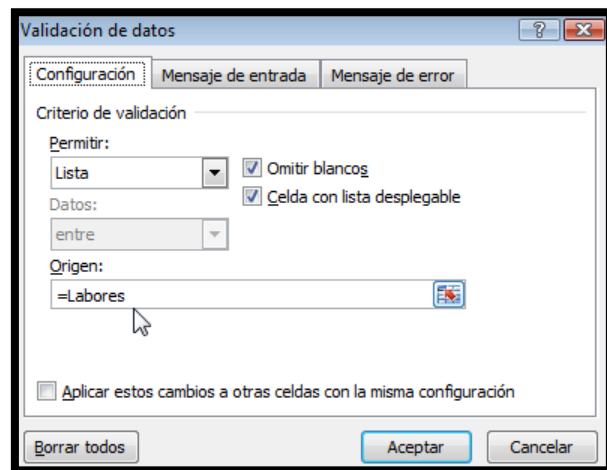 Validación de datos
Configuración Mensaje de entrada Mensaje de error
Criterio de validación
Permitir:
Lista
Omitir blancos
Celda con lista desplegable
Datos:
entre
Origen:
=Labores
Aplicar estos cambios a otras celdas con la misma configuración
Borrar todos Aceptar Cancelar